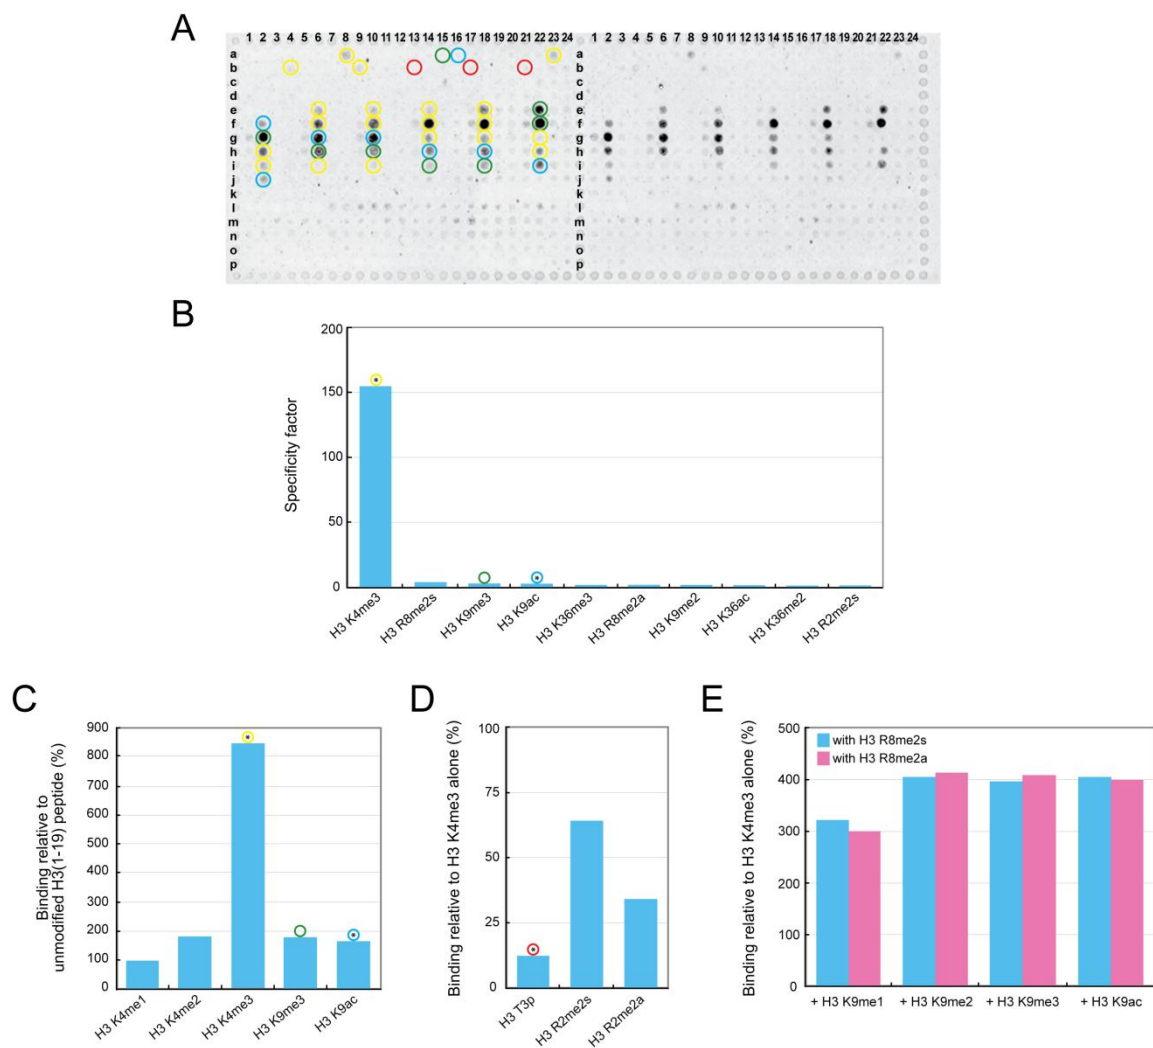 A
1 2 3 4 5 6 7 8 9 10 11 12 13 14 15 16 17 18 19 20 21 22 23 24 1 2 3 4 5 6 7 8 9 10 11 12 13 14 15 16 17 18 19 20 21 22 23 24
a a
b b
c c
d d
e e
f f
g g
h h
i i
j j
k k
l l
m m
n n
o o
p p
B
Specificity factor
200
150
100
50
0
H3 K4me3 H3 R8me2s H3 K9me3 H3 K9ac H3 K36me3 H3 R8me2a H3 K9me2 H3 K36ac H3 K36me2 H3 R2me2s
C
Binding relative to
unmodified H3(1-19) peptide (%)
900
800
700
600
500
400
300
200
100
0
H3 K4me1 H3 K4me2 H3 K4me3 H3 K9me3 H3 K9ac
D
Binding relative to H3 K4me3 alone (%)
100
75
50
25
0
H3 T3p H3 R2me2s H3 R2me2a
E
Binding relative to H3 K4me3 alone (%)
500
400
300
200
100
0
with H3 R8me2s
with H3 R8me2a
+ H3 K9me1 + H3 K9me2 + H3 K9me3 + H3 K9ac